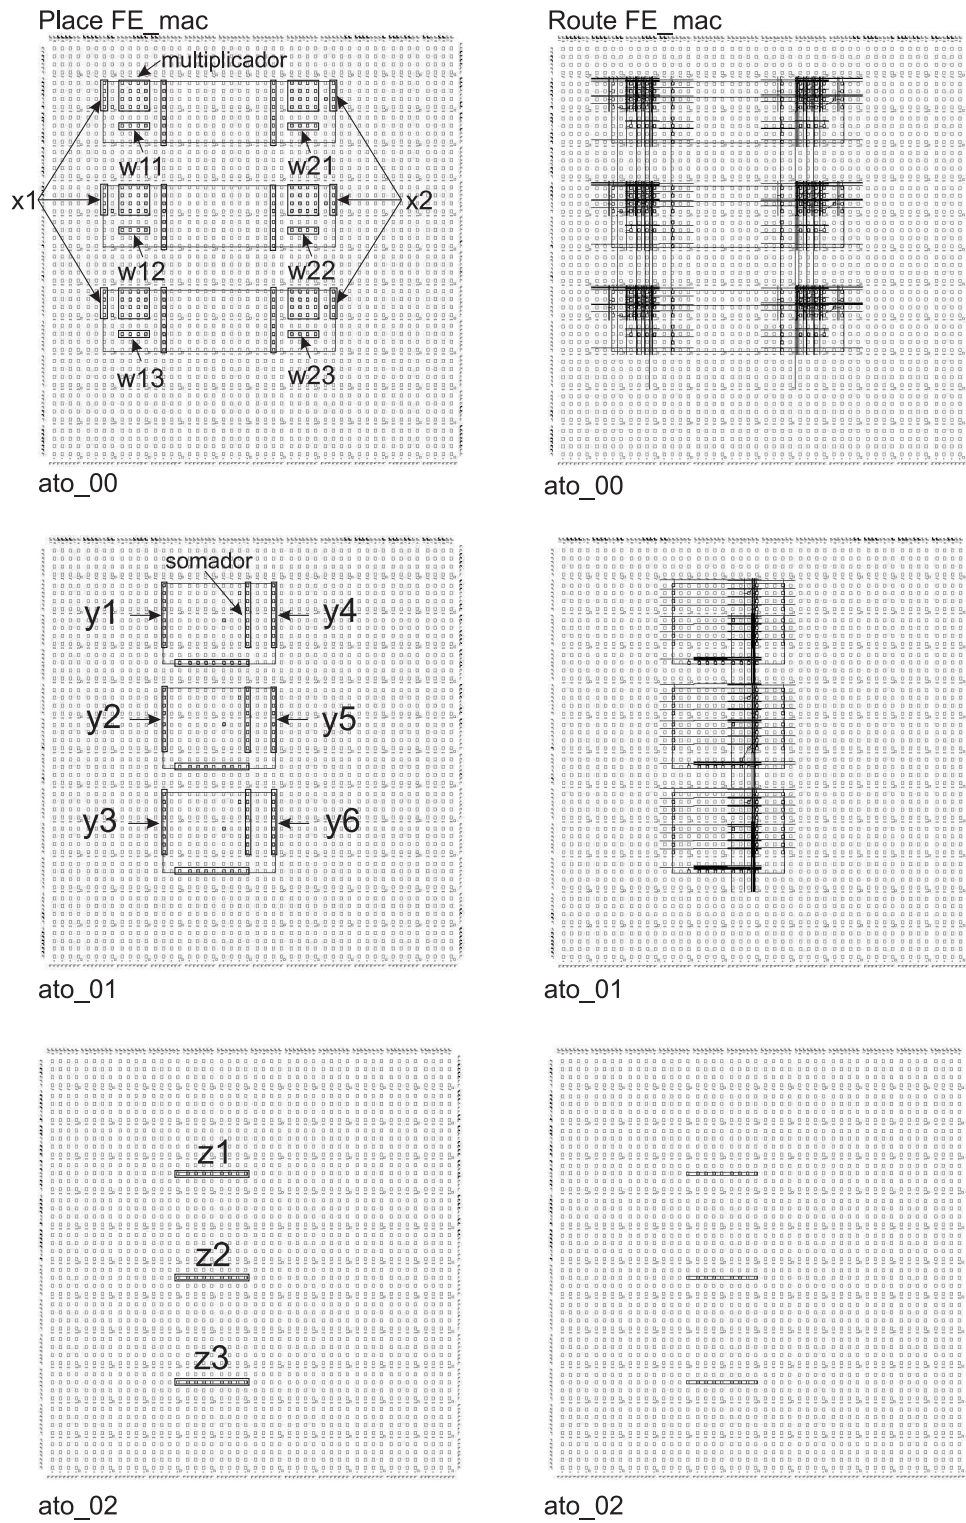 Place FE_mac
Route FE_mac
multiplicador
w11
w21
x1
x2
w12
w22
w13
w23
ato_00
ato_00
somador
y1
y4
y2
y5
y3
y6
ato_01
ato_01
z1
z2
z3
ato_02
ato_02